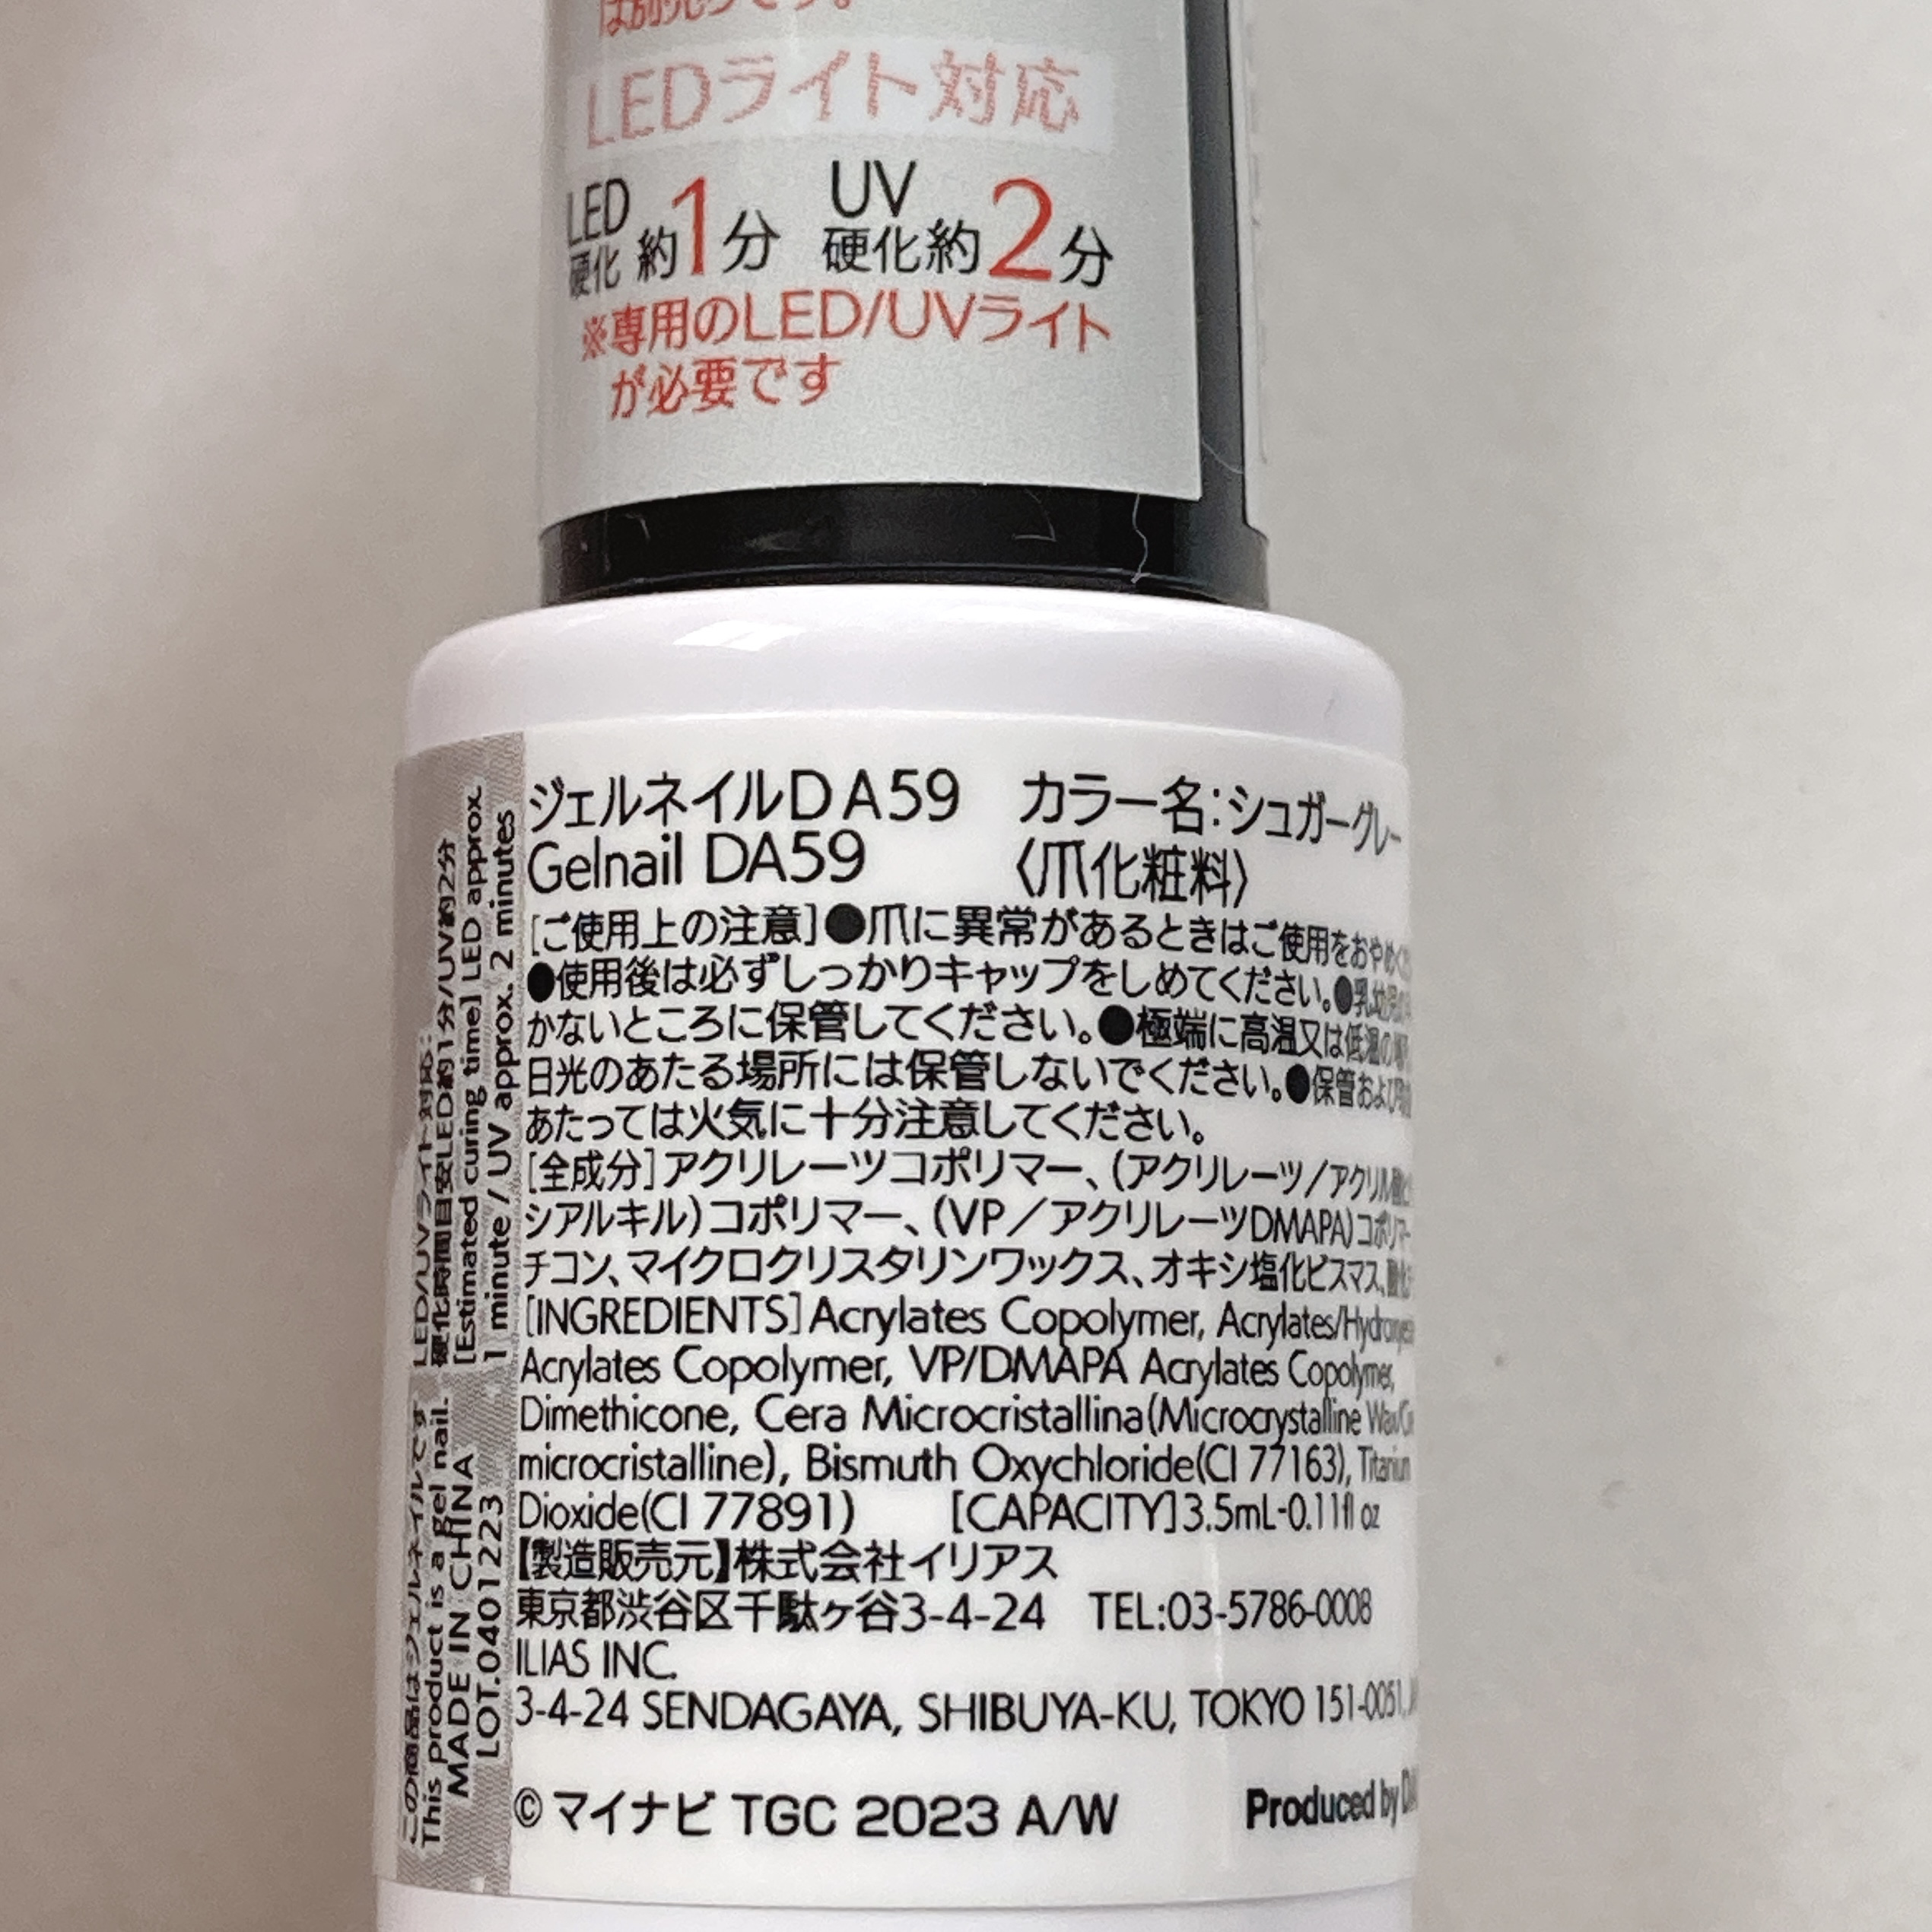 LEDライト対応
LED硬化 約1分 UV硬化約2分
※専用のLED/UVライト
が必要です
ジェルネイルDA59 カラー名:シュガーグレー
Gelnail DA59 〈爪化粧料〉
[ご使用上の注意]●爪に異常があるときはご使用をおやめ
●使用後は必ずしっかりキャップをしめてください。●乳幼児の
かないところに保管してください。●極端に高温又は低温の
日光のあたる場所には保管しないでください。●保管および
あたっては火気に十分注意してください。
[全成分]アクリレーツコポリマー、(アクリレーツ/アクリル酸
シアルキル)コポリマー、(VP/アクリレーツDMAPA)コポリマー
チコン、マイクロクリスタリンワックス、オキシ塩化ビスマス、
[INGREDIENTS]Acrylates Copolymer, Acrylates/
Acrylates Copolymer, VP/DMAPA Acrylates Copolymer,
Dimethicone, Cera Microcristallina(Microcrystalline
microcristalline), Bismuth Oxychloride(CI 77163), Titanium
Dioxide(CI 77891) [CAPACITY]3.5mL-0.11fl oz
【製造販売元】株式会社イリアス
東京都渋谷区千駄ヶ谷3-4-24 TEL:03-5786-0008
ILIAS INC.
3-4-24 SENDAGAYA, SHIBUYA-KU, TOKYO 151-0051,
© マイナビ TGC 2023 A/W Produced by
この商品はジェルネイルです LED/UVライト対応:
This product is a gel nail. 硬化時間目安LED約1分/UV約2分
MADE IN CHINA [Estimated curing time] LED approx.
LOT.0401223 1 minute / UV approx. 2 minutes